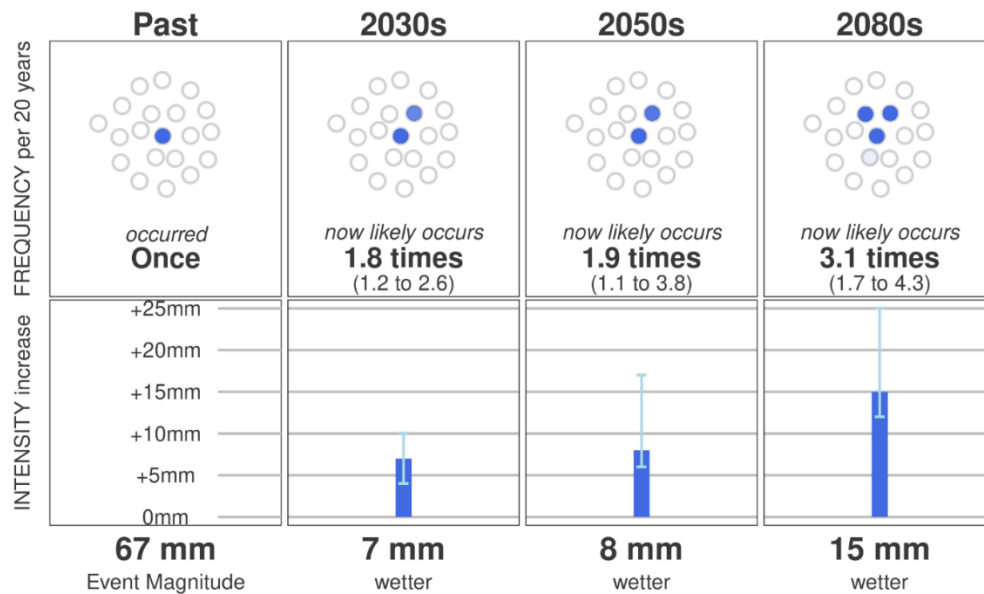 Past
2030s
2050s
2080s
FREQUENCY per 20 years
occurred
Once
now likely occurs
1.8 times
(1.2 to 2.6)
now likely occurs
1.9 times
(1.1 to 3.8)
now likely occurs
3.1 times
(1.7 to 4.3)
INTENSITY increase
+25mm
+20mm
+15mm
+10mm
+5mm
0mm
67 mm
Event Magnitude
7 mm
wetter
8 mm
wetter
15 mm
wetter